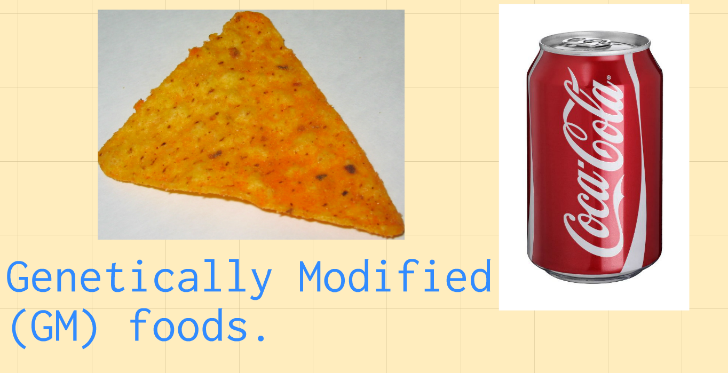 Coca-Cola
Genetically Modified
(GM) foods.